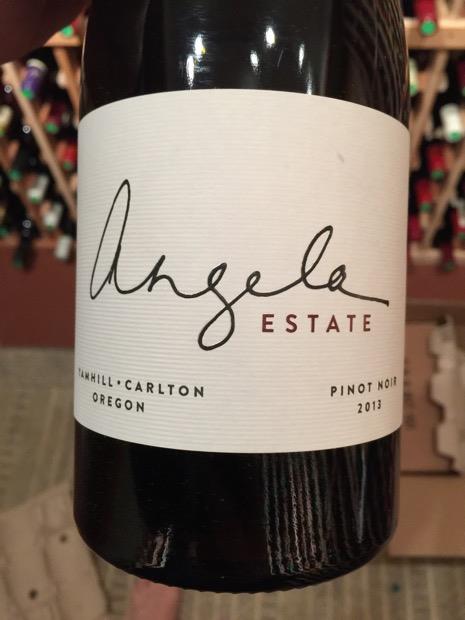 Angela
ESTATE
YAMHILL • CARLTON
OREGON
PINOT NOIR
2013